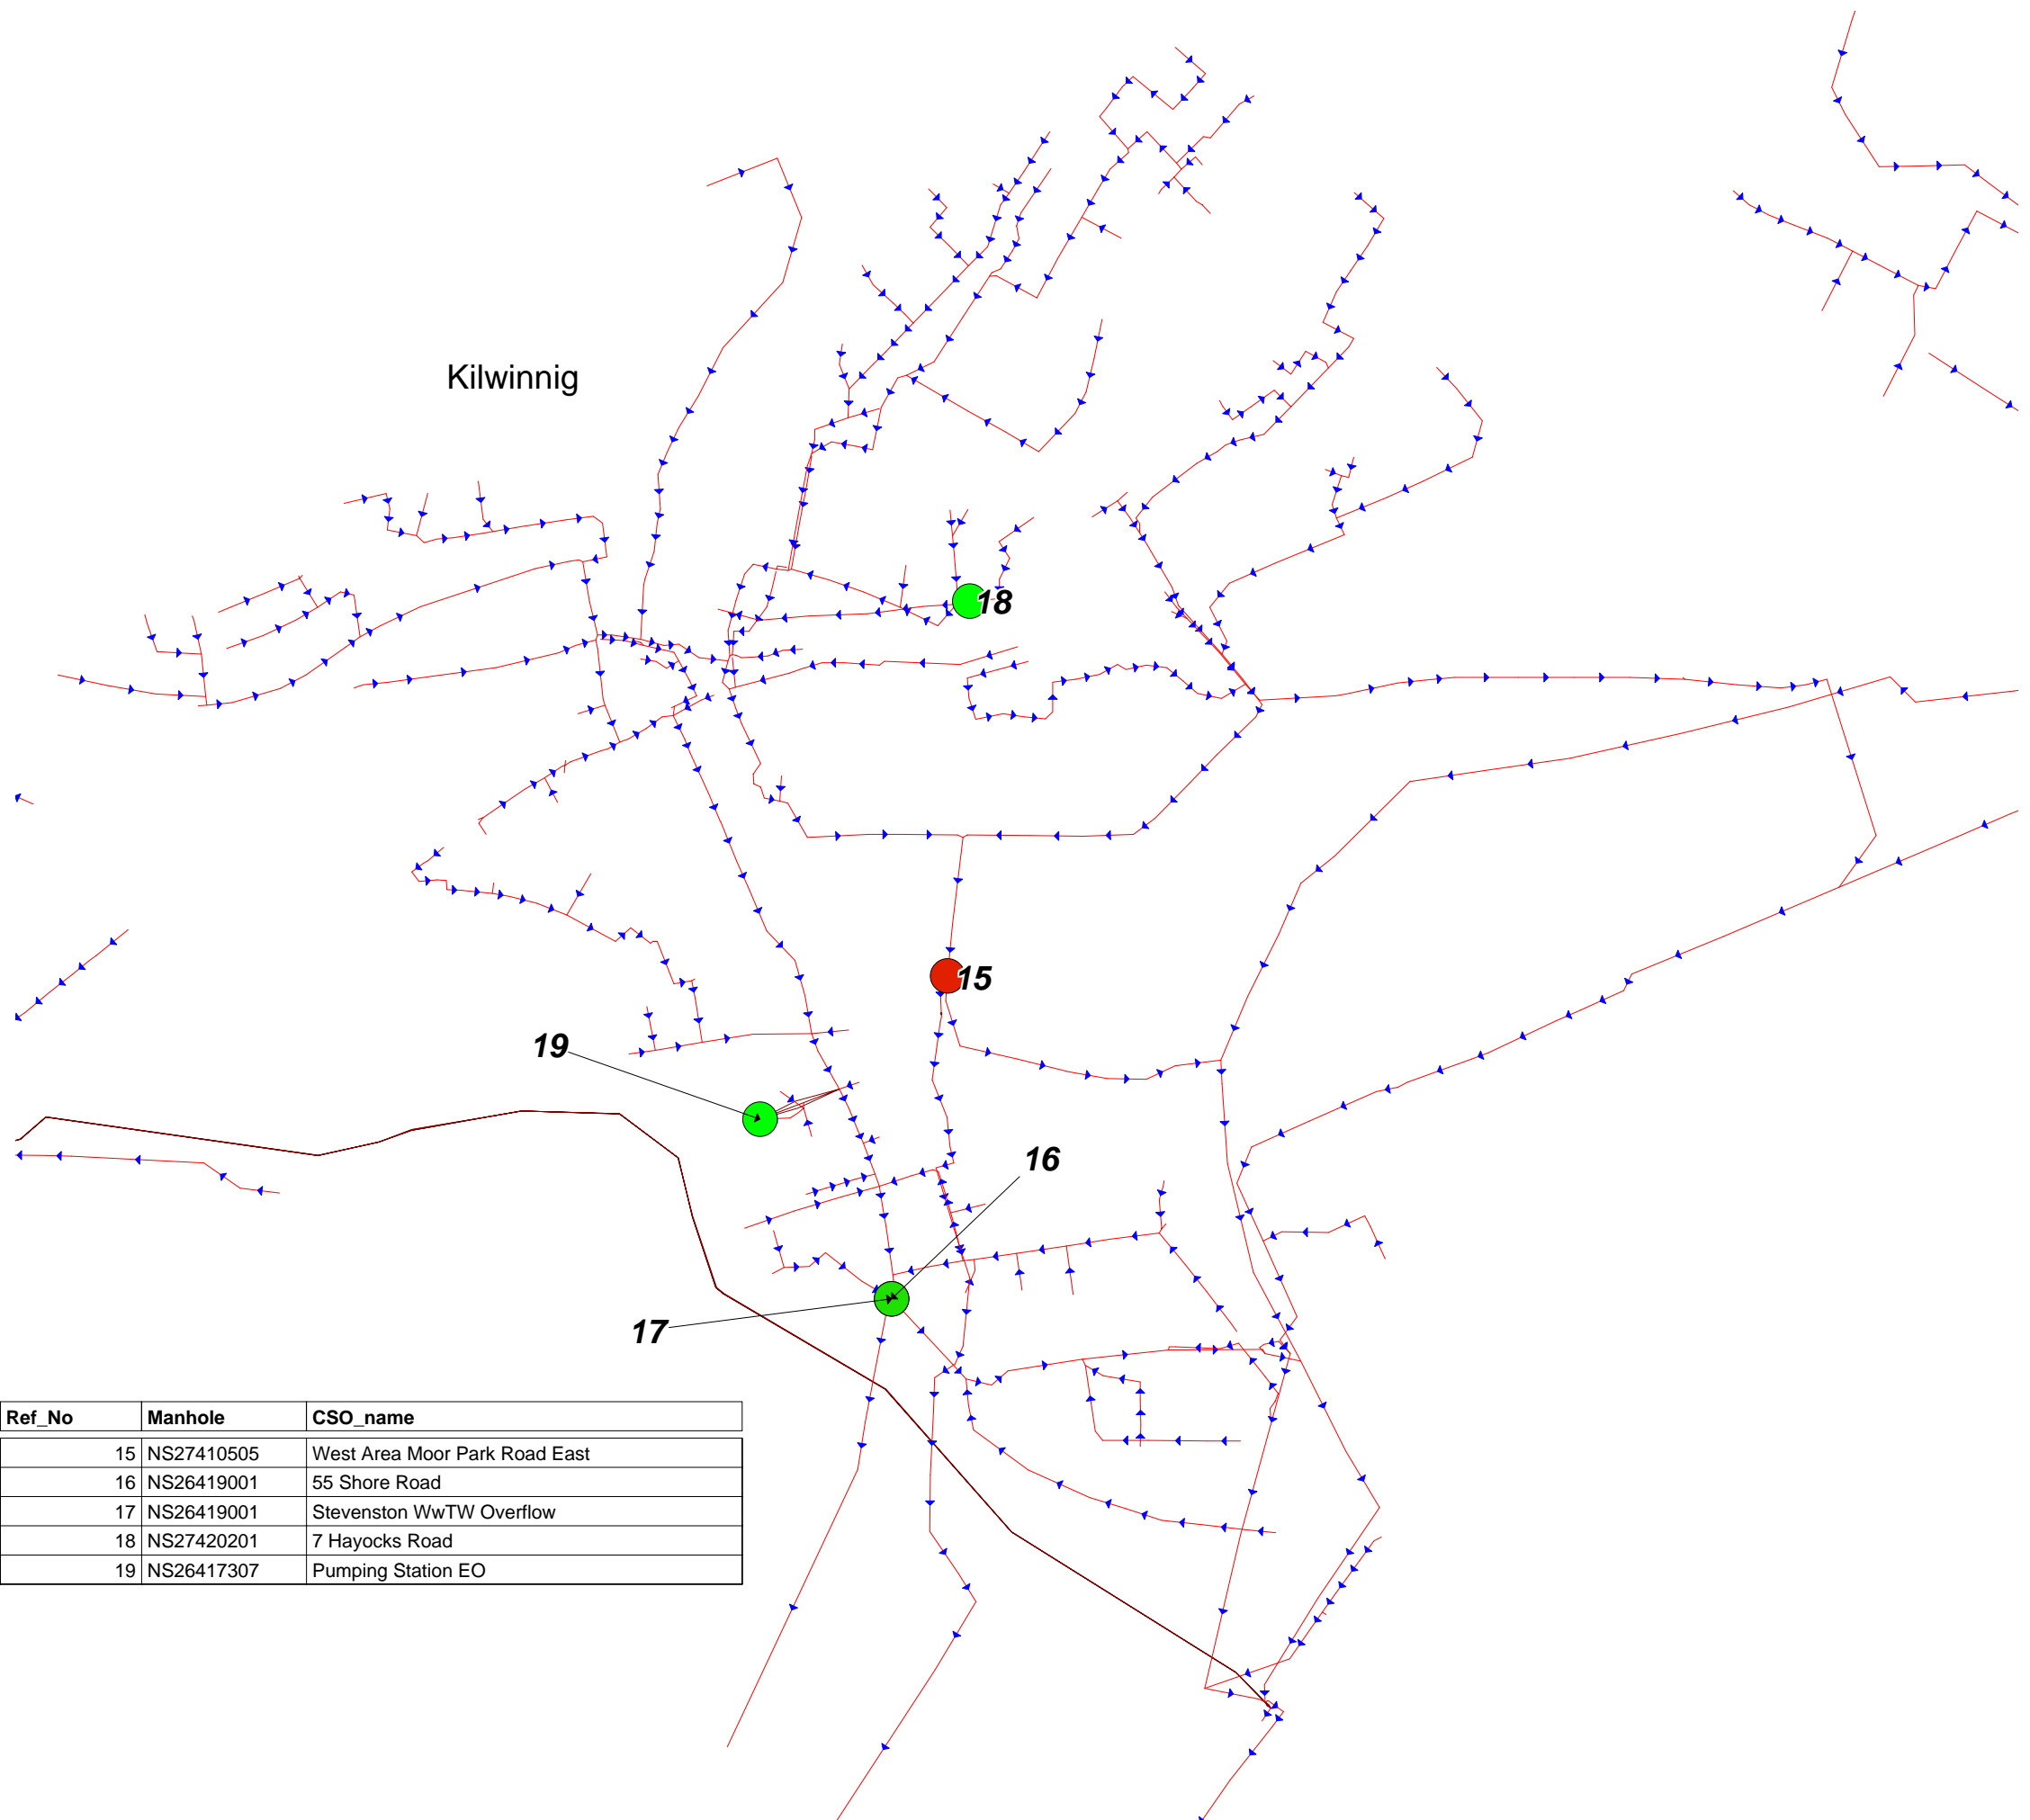 Kilwinnig
18
15
19
16
17
Ref_No Manhole CSO_name
15 NS27410505 West Area Moor Park Road East
16 NS26419001 55 Shore Road
17 NS26419001 Stevenston WwTW Overflow
18 NS27420201 7 Hayocks Road
19 NS26417307 Pumping Station EO